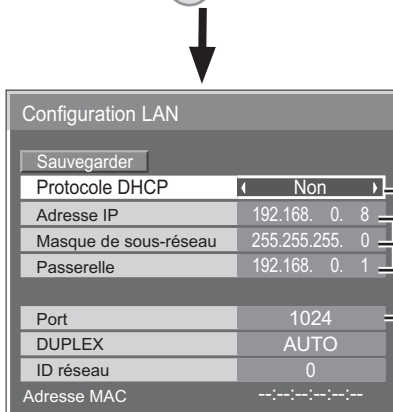 Configuration LAN
Sauvegarder
Protocole DHCP Non
Adresse IP 192.168. 0. 8
Masque de sous-réseau 255.255.255. 0
Passerelle 192.168. 0. 1
Port 1024
DUPLEX AUTO
ID réseau 0
Adresse MAC --:--:--:--:--:--